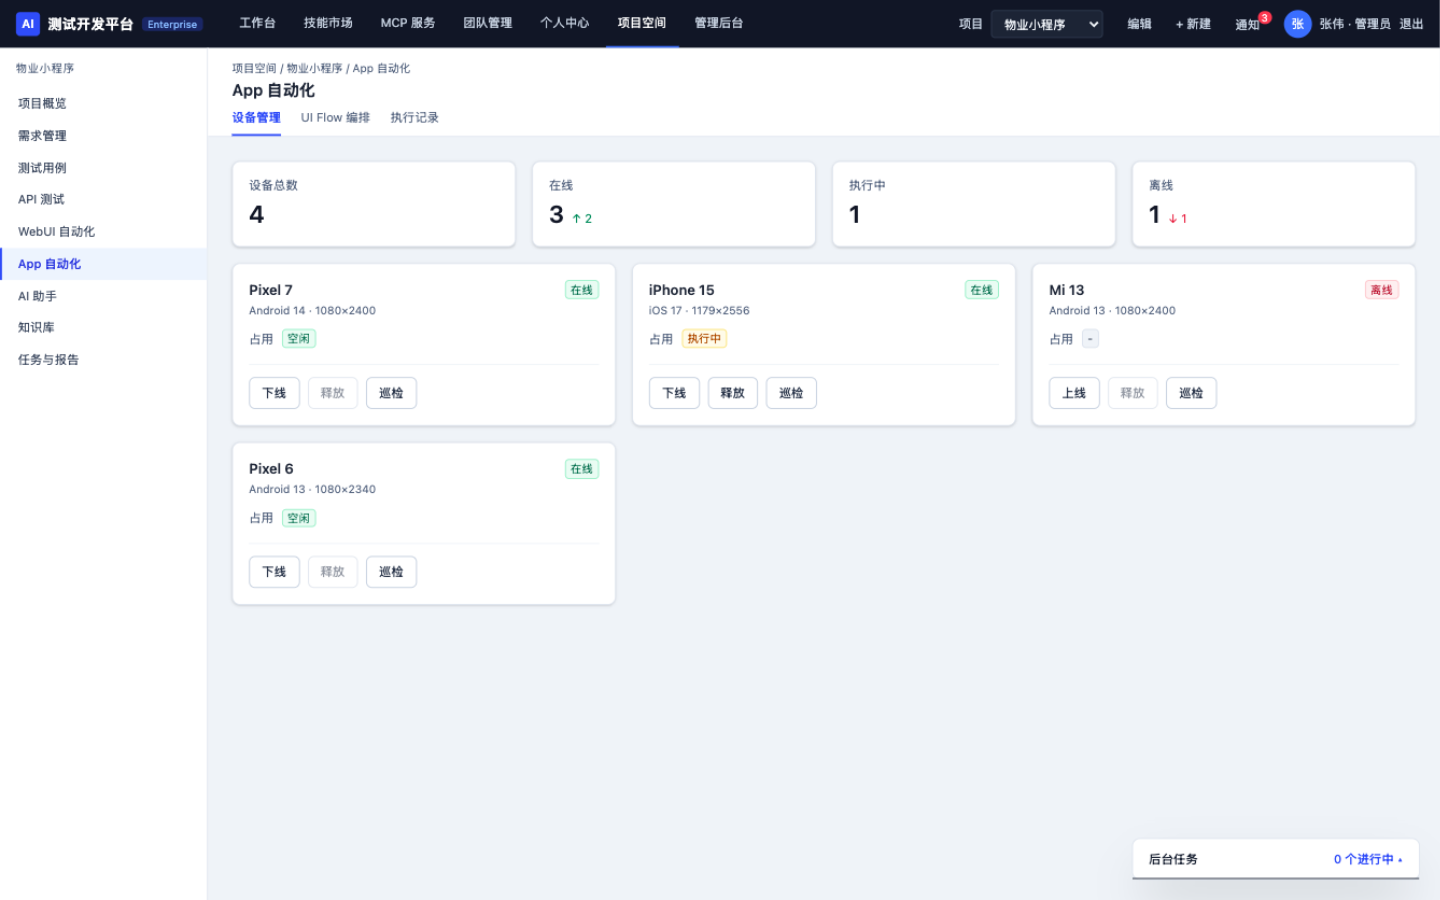 AI 测试开发平台 Enterprise 工作台 技能市场 MCP 服务 团队管理 个人中心 项目空间 管理后台 项目 物业小程序 编辑 + 新建 通知 3 张 张伟 · 管理员 退出
物业小程序
项目概览
需求管理
测试用例
API 测试
WebUI 自动化
App 自动化
AI 助手
知识库
任务与报告
项目空间 / 物业小程序 / App 自动化
App 自动化
设备管理 UI Flow 编排 执行记录
设备总数
4
在线
3 ↑ 2
执行中
1
离线
1 ↓ 1
Pixel 7 在线
Android 14 · 1080×2400
占用 空闲
下线 释放 巡检
iPhone 15 在线
iOS 17 · 1179×2556
占用 执行中
下线 释放 巡检
Mi 13 离线
Android 13 · 1080×2400
占用 -
上线 释放 巡检
Pixel 6 在线
Android 13 · 1080×2340
占用 空闲
下线 释放 巡检
后台任务 0 个进行中 ▴